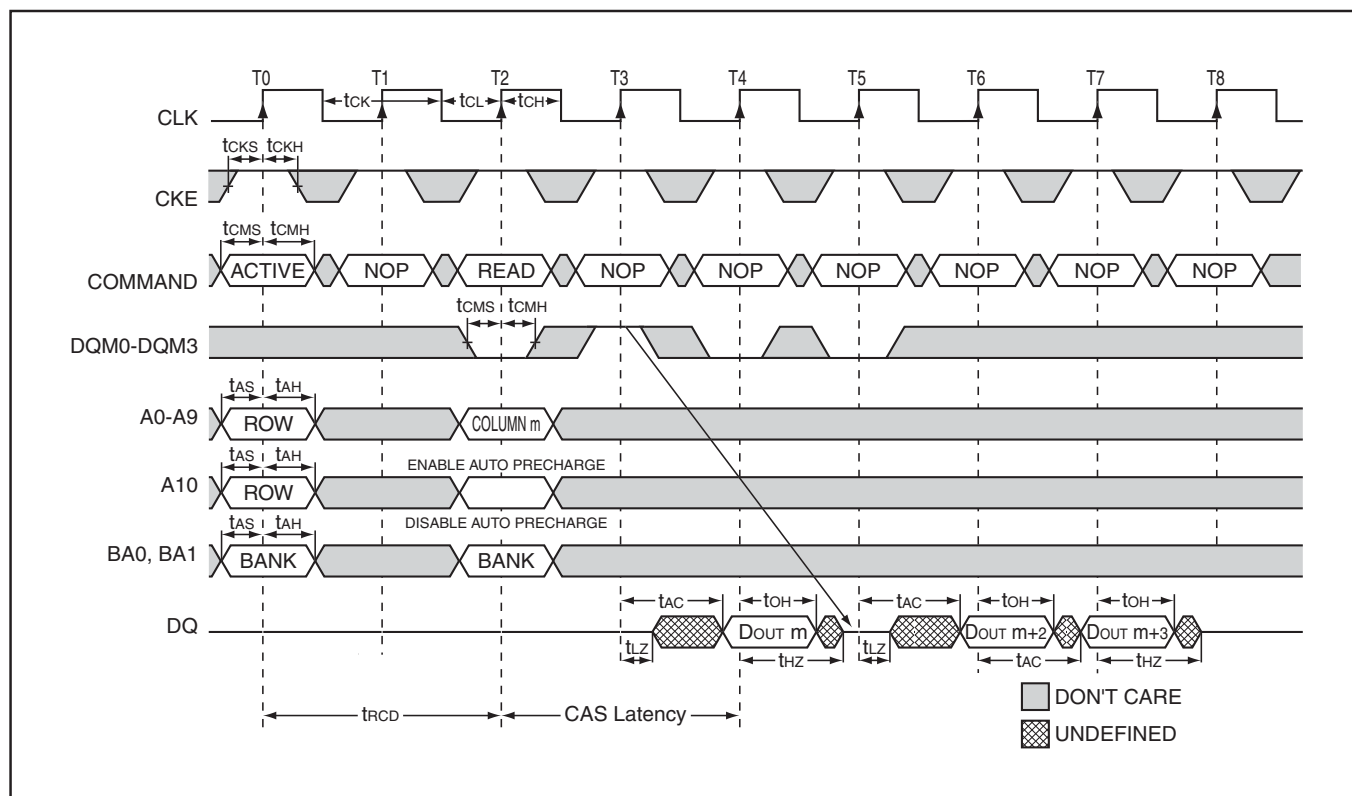 T0 T1 T2 T3 T4 T5 T6 T7 T8
tCK tCL tCH
CLK
tCKS tCKH
CKE
tCMS tCMH
COMMAND ACTIVE NOP READ NOP NOP NOP NOP NOP NOP
tCMS tCMH
DQM0-DQM3
tAS tAH
A0-A9 ROW COLUMN m
tAS tAH ENABLE AUTO PRECHARGE
A10 ROW
tAS tAH DISABLE AUTO PRECHARGE
BA0, BA1 BANK BANK
tAC tOH tAC tOH tOH
DQ DOUT m DOUT m+2 DOUT m+3
tLZ tHZ tLZ tAC tHZ
DON'T CARE
tRCD CAS Latency
UNDEFINED